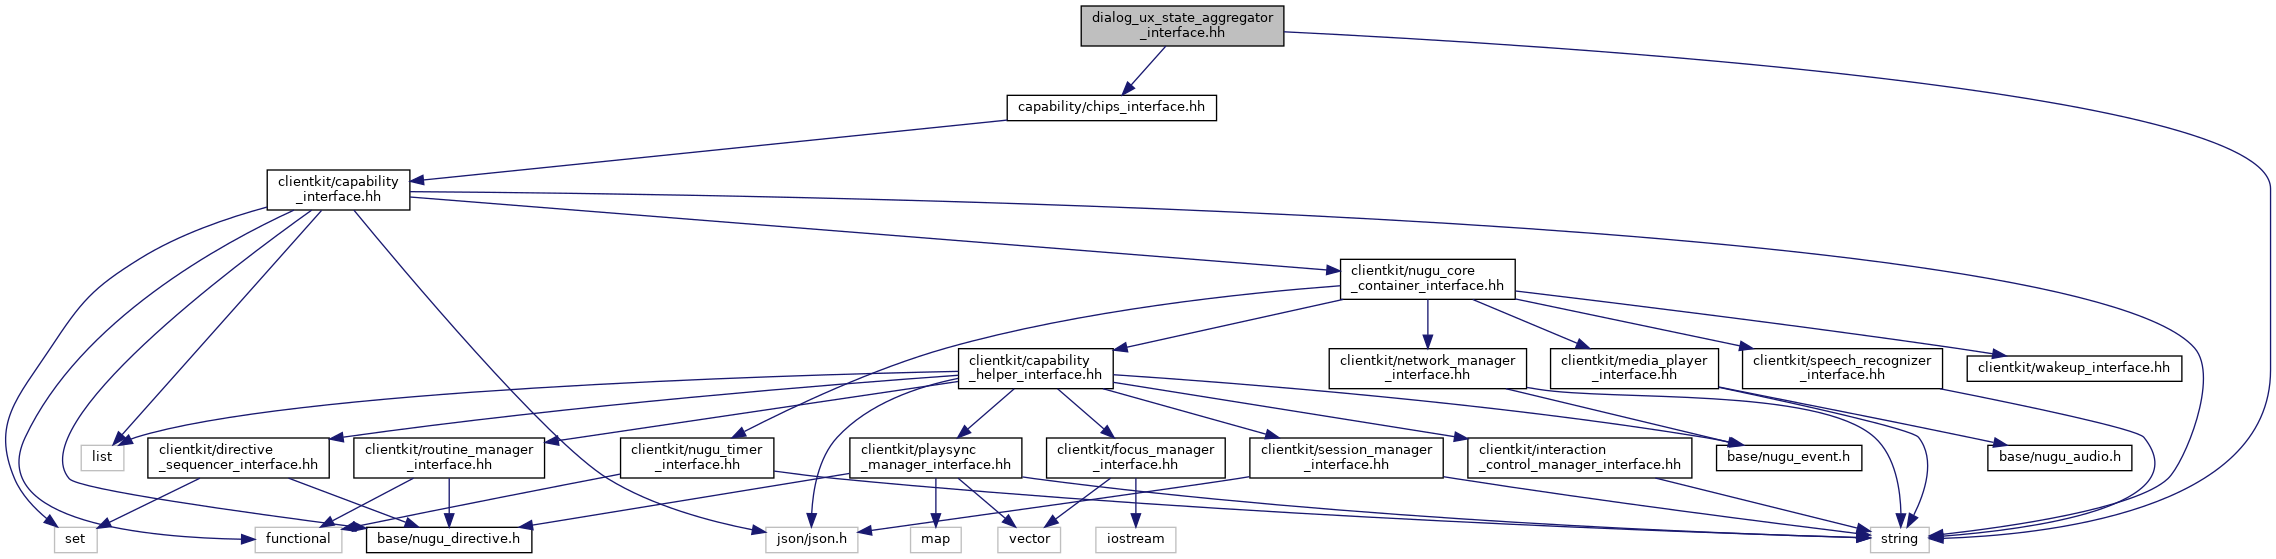 dialog_ux_state_aggregator
_interface.hh
capability/chips_interface.hh
clientkit/capability
_interface.hh
clientkit/nugu_core
_container_interface.hh
clientkit/capability
_helper_interface.hh
clientkit/network_manager
_interface.hh
clientkit/media_player
_interface.hh
clientkit/speech_recognizer
_interface.hh
clientkit/wakeup_interface.hh
list
clientkit/directive
_sequencer_interface.hh
clientkit/routine_manager
_interface.hh
clientkit/nugu_timer
_interface.hh
clientkit/playsync
_manager_interface.hh
clientkit/focus_manager
_interface.hh
clientkit/session_manager
_interface.hh
clientkit/interaction
_control_manager_interface.hh
base/nugu_event.h
base/nugu_audio.h
set
functional
base/nugu_directive.h
json/json.h
map
vector
iostream
string